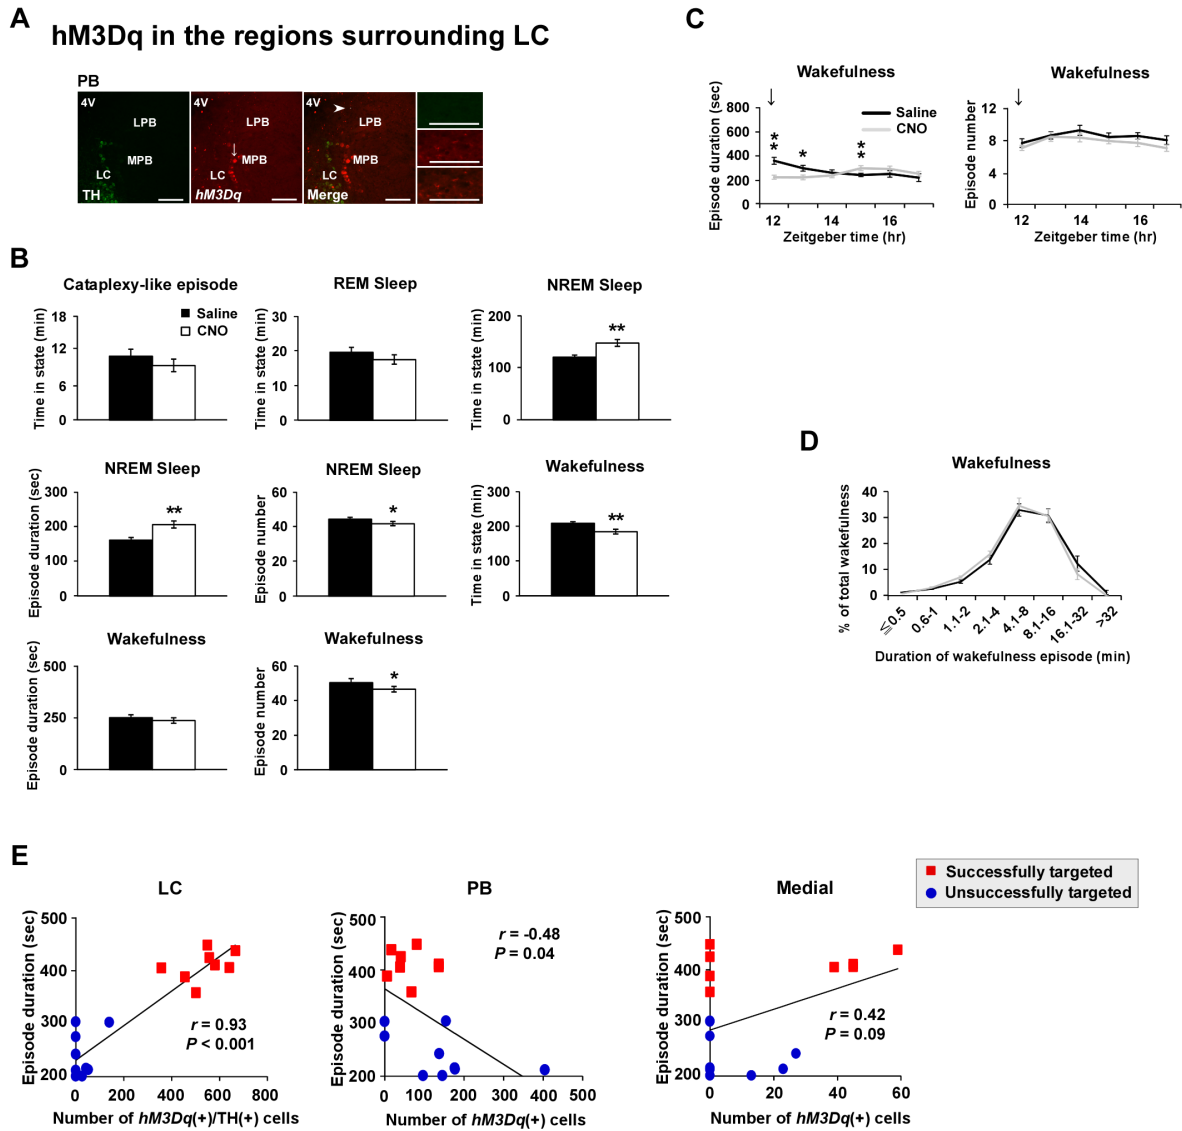 A
hM3Dq in the regions surrounding LC
PB
4V
LPB
MPB
LC
TH
4V
LPB
MPB
LC
hM3Dq
4V
LPB
MPB
LC
Merge
B
Cataplexy-like episode
Time in state (min)
18
12
6
0
Saline
CNO
REM Sleep
Time in state (min)
30
20
10
0
NREM Sleep
Time in state (min)
200
100
0
**
NREM Sleep
Episode duration (sec)
300
200
100
0
**
NREM Sleep
Episode number
60
40
20
0
*
Wakefulness
Time in state (min)
300
200
100
0
**
Wakefulness
Episode duration (sec)
500
250
0
Wakefulness
Episode number
60
40
20
0
*
C
Wakefulness
Episode duration (sec)
800
600
400
200
0
**
*
**
Saline
CNO
12 14 16
Zeitgeber time (hr)
Wakefulness
Episode number
12
8
4
0
12 14 16
Zeitgeber time (hr)
D
Wakefulness
% of total wakefulness
40
30
20
10
0
≦0.5 0.6-1 1.1-2 2.1-4 4.1-8 8.1-16 16.1-32 >32
Duration of wakefulness episode (min)
E
LC
Episode duration (sec)
500
400
300
200
r = 0.93
P < 0.001
0 200 400 600 800
Number of hM3Dq(+)/TH(+) cells
PB
Episode duration (sec)
500
400
300
200
r = -0.48
P = 0.04
0 100 200 300 400 500
Number of hM3Dq(+) cells
Medial
Episode duration (sec)
500
400
300
200
r = 0.42
P = 0.09
0 20 40 60
Number of hM3Dq(+) cells
Successfully targeted
Unsuccessfully targeted